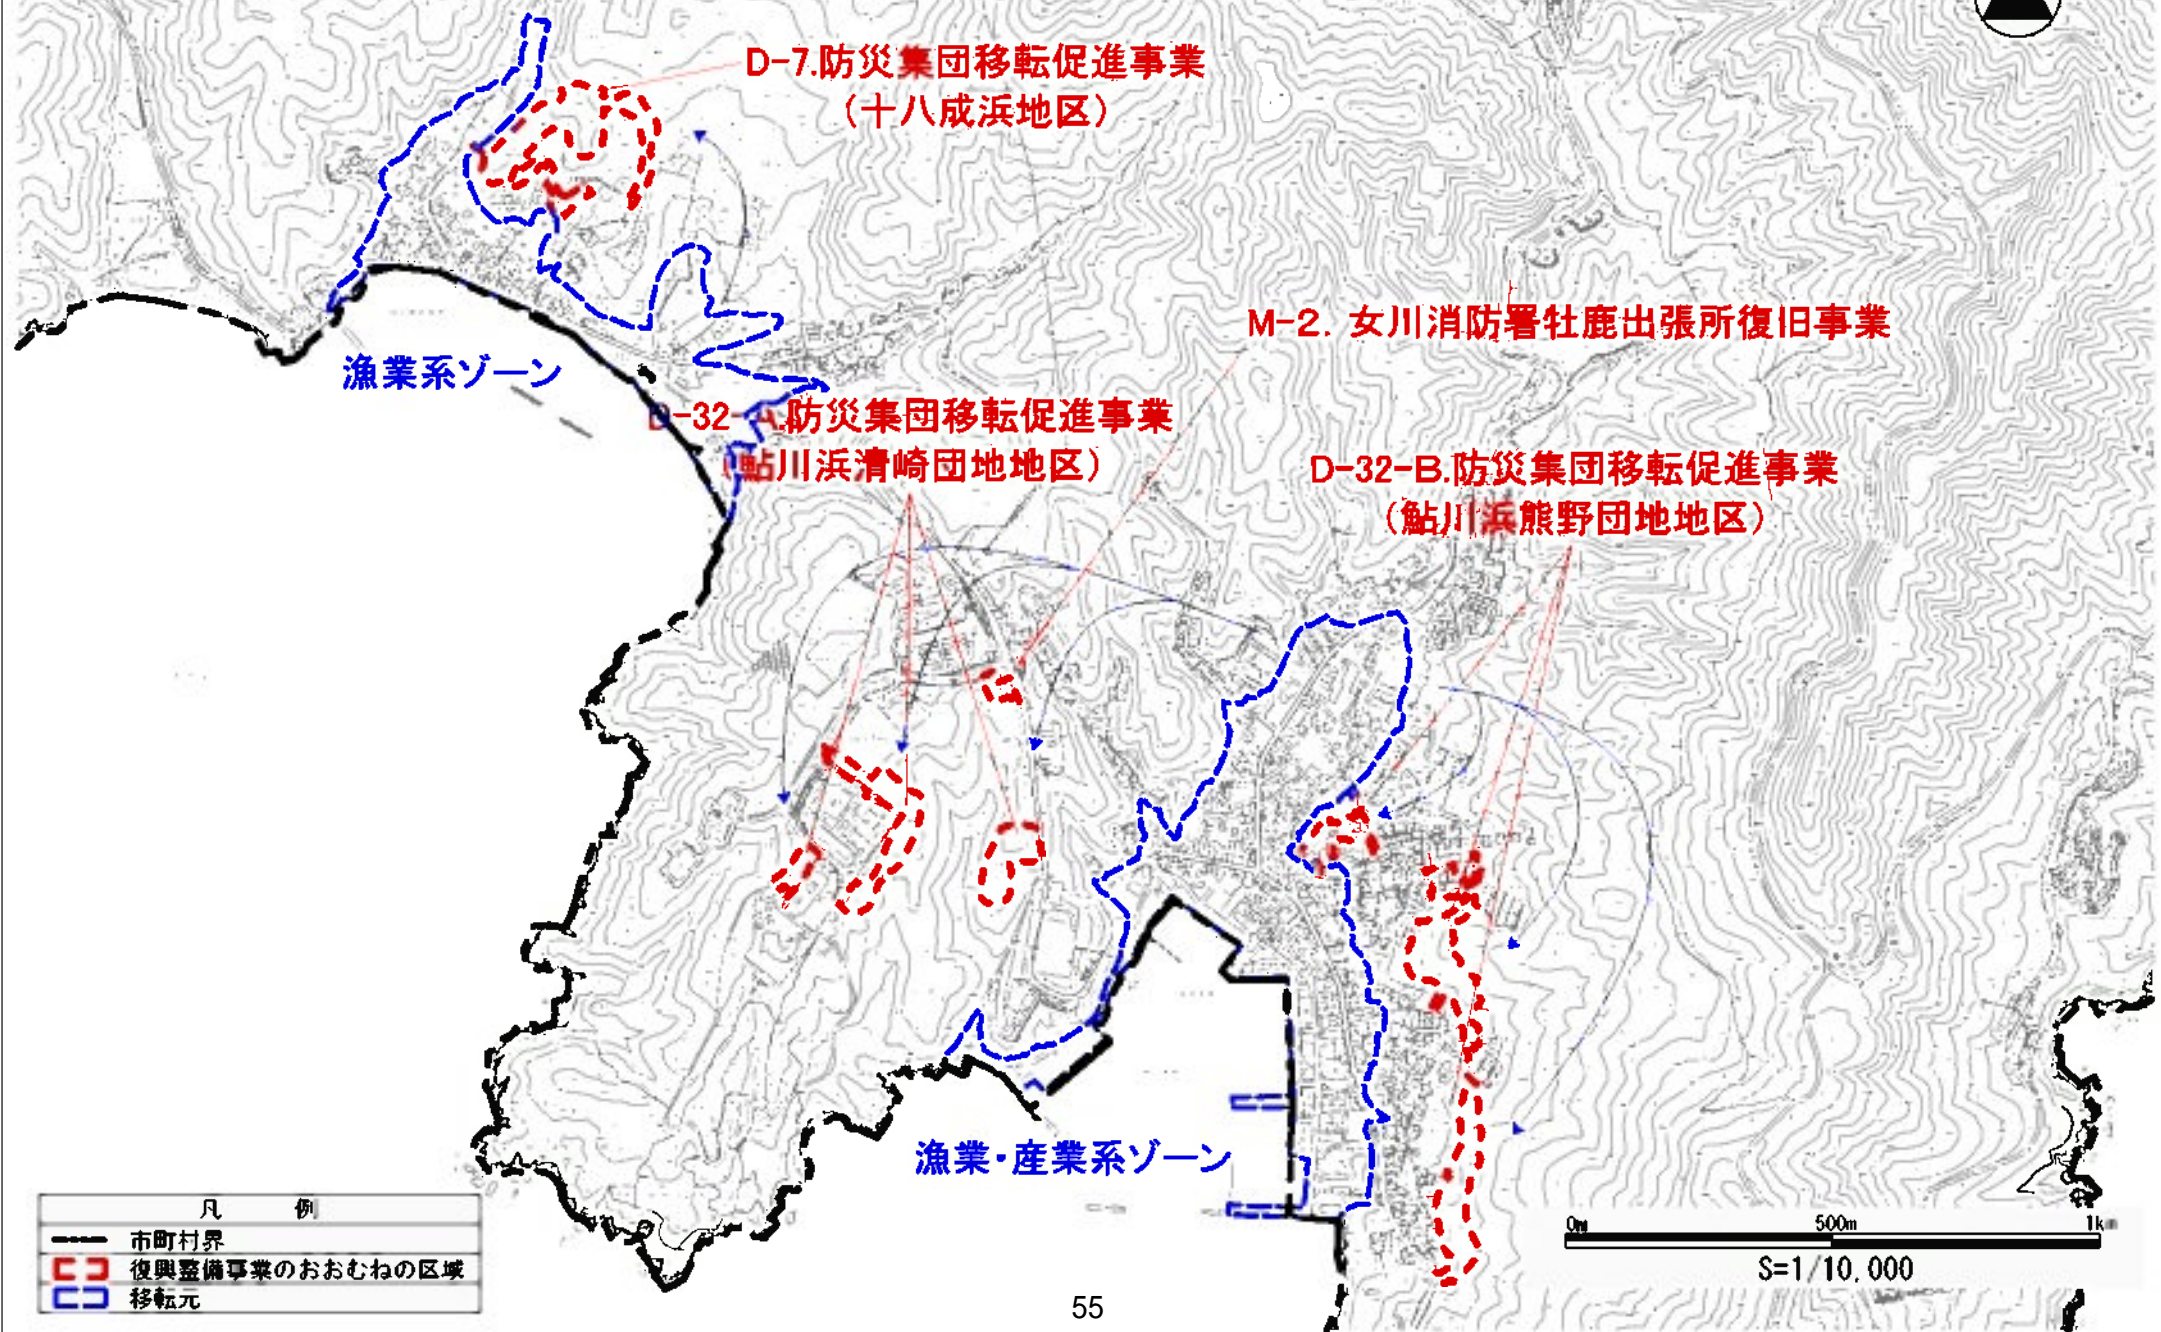 D-7.防災集団移転促進事業
（十八成浜地区）
M-2. 女川消防署牡鹿出張所復旧事業
漁業系ゾーン
D-32-A.防災集団移転促進事業
（鮎川浜清崎団地地区）
D-32-B.防災集団移転促進事業
（鮎川浜熊野団地地区）
漁業・産業系ゾーン
凡 例
市町村界
復興整備事業のおおむねの区域
移転元
0m 500m 1km
S=1/10,000
55